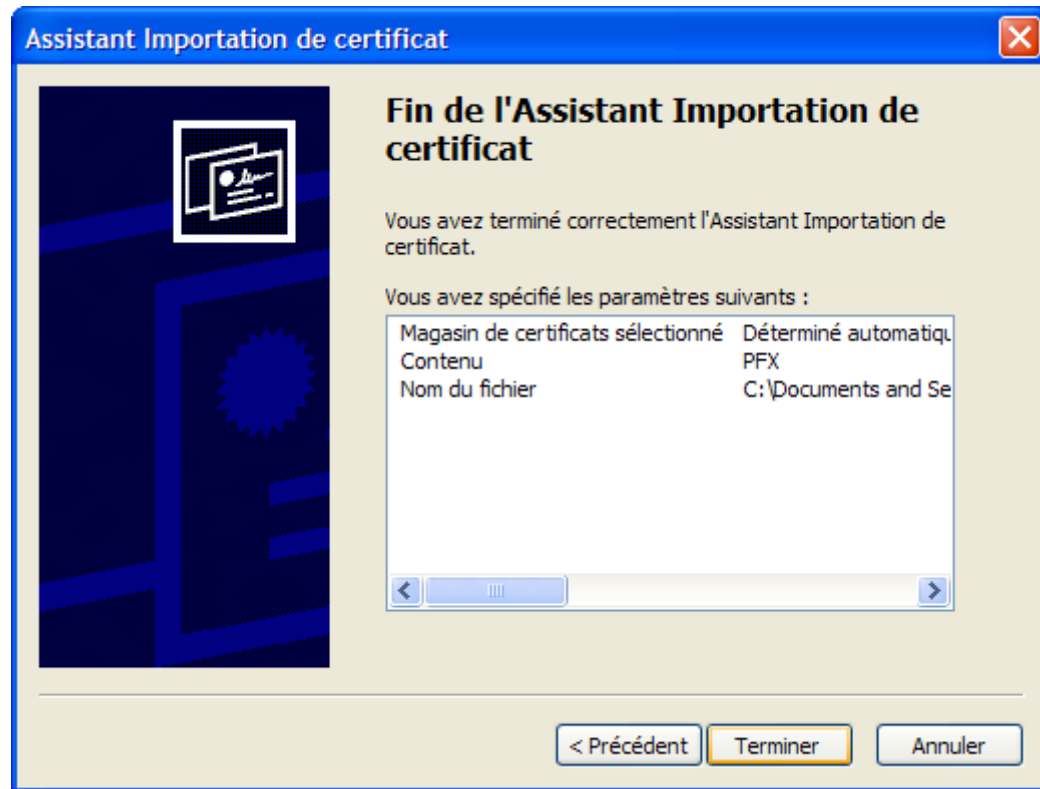 Assistant Importation de certificat
Fin de l'Assistant Importation de
certificat
Vous avez terminé correctement l'Assistant Importation de
certificat.
Vous avez spécifié les paramètres suivants :
Magasin de certificats sélectionné Déterminé automatiqu
Contenu PFX
Nom du fichier C:\Documents and Se
< Précédent Terminer Annuler